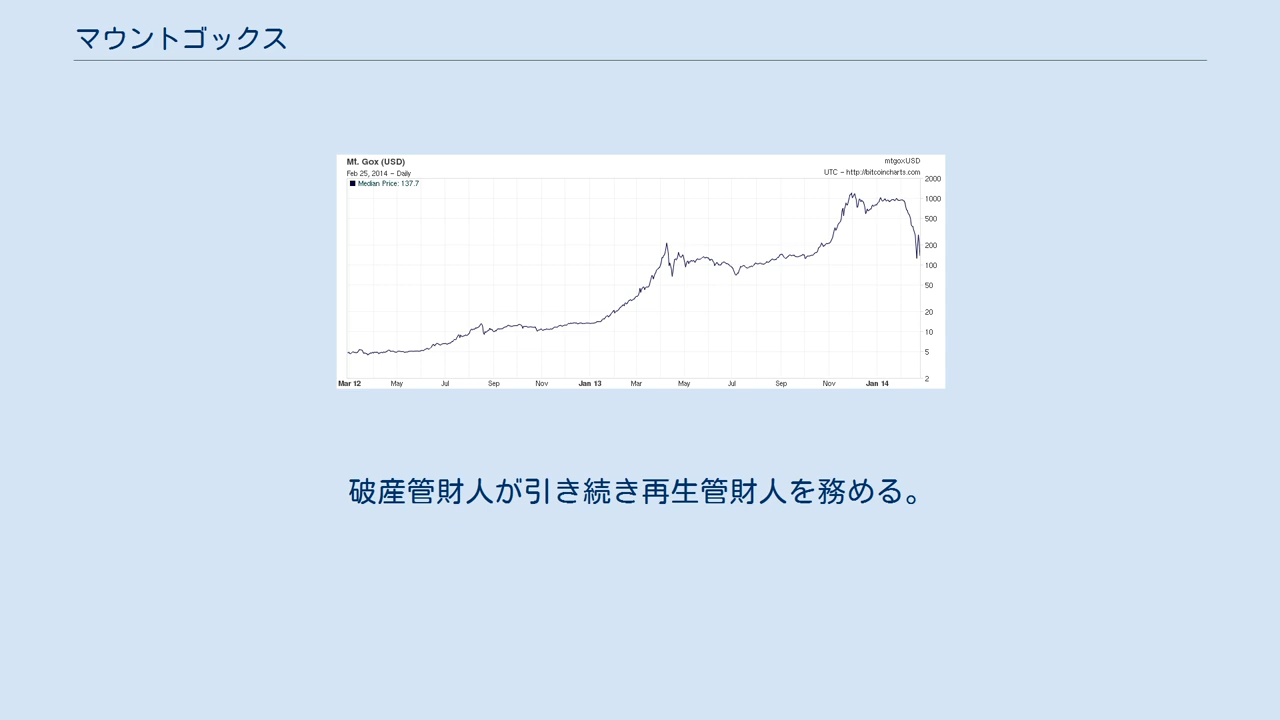 マウントゴックス
Mt. Gox (USD)
mtgoxUSD
Feb 25, 2014 - Daily
UTC - http://bitcoincharts.com
Median Price: 137.7
2000
1000
500
200
100
50
20
10
5
2
Mar 12 May Jul Sep Nov Jan 13 Mar May Jul Sep Nov Jan 14
破産管財人が引き続き再生管財人を務める。